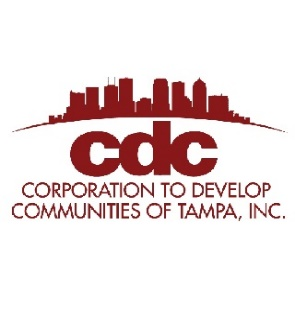 cdc
CORPORATION TO DEVELOP
COMMUNITIES OF TAMPA, INC.